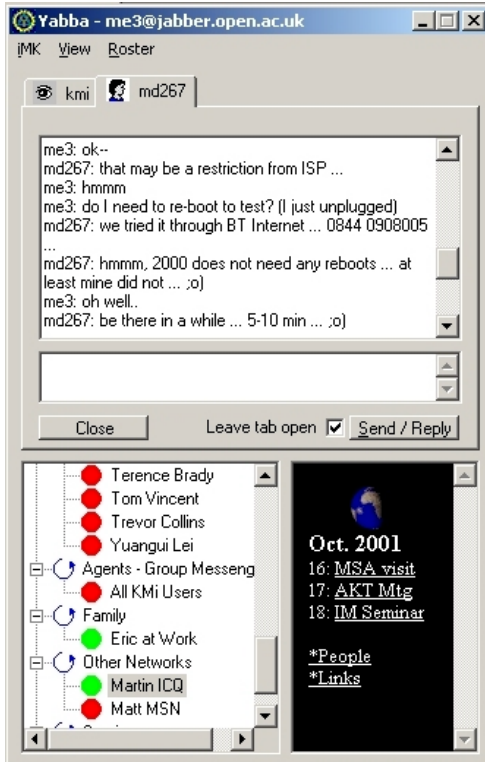 Yabba - me3@jabber.open.ac.uk
iMK View Roster
kmi md267
me3: ok--
md267: that may be a restriction from ISP ...
me3: hmmm
me3: do I need to re-boot to test? (I just unplugged)
md267: we tried it through BT Internet ... 0844 0908005
...
md267: hmmm, 2000 does not need any reboots ... at
least mine did not ... ;o)
me3: oh well..
md267: be there in a while ... 5-10 min ... ;o)
Close Leave tab open Send / Reply
Terence Brady
Tom Vincent
Trevor Collins
Yuangui Lei
Agents - Group Messeng
All KMi Users
Family
Eric at Work
Other Networks
Martin ICQ
Matt MSN
Oct. 2001
16: MSA visit
17: AKT Mtg
18: IM Seminar
*People
*Links